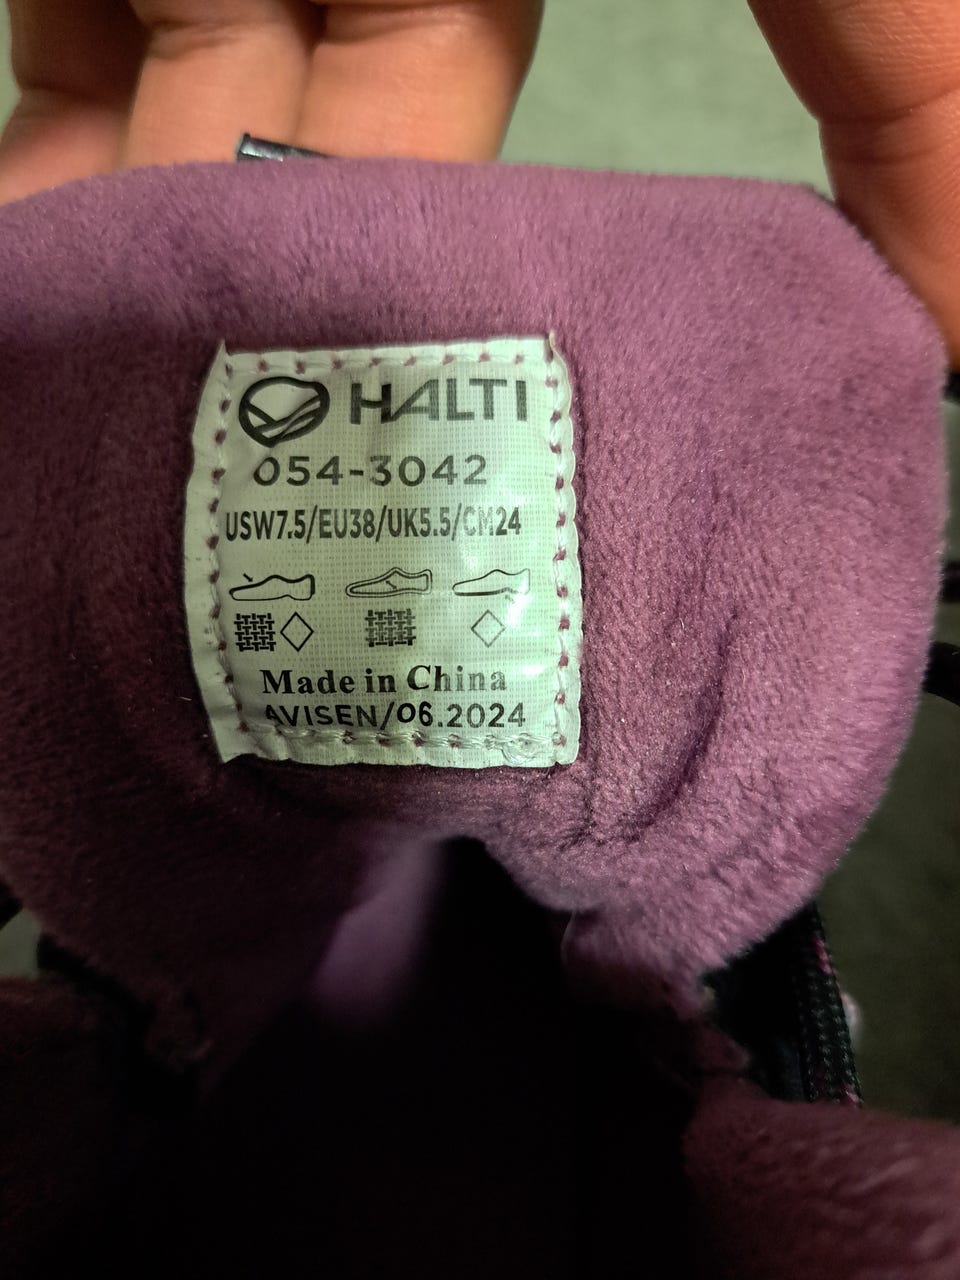 HALTI
054-3042
USW7.5/EU38/UK5.5/CM24
Made in China
AVISEN/06.2024